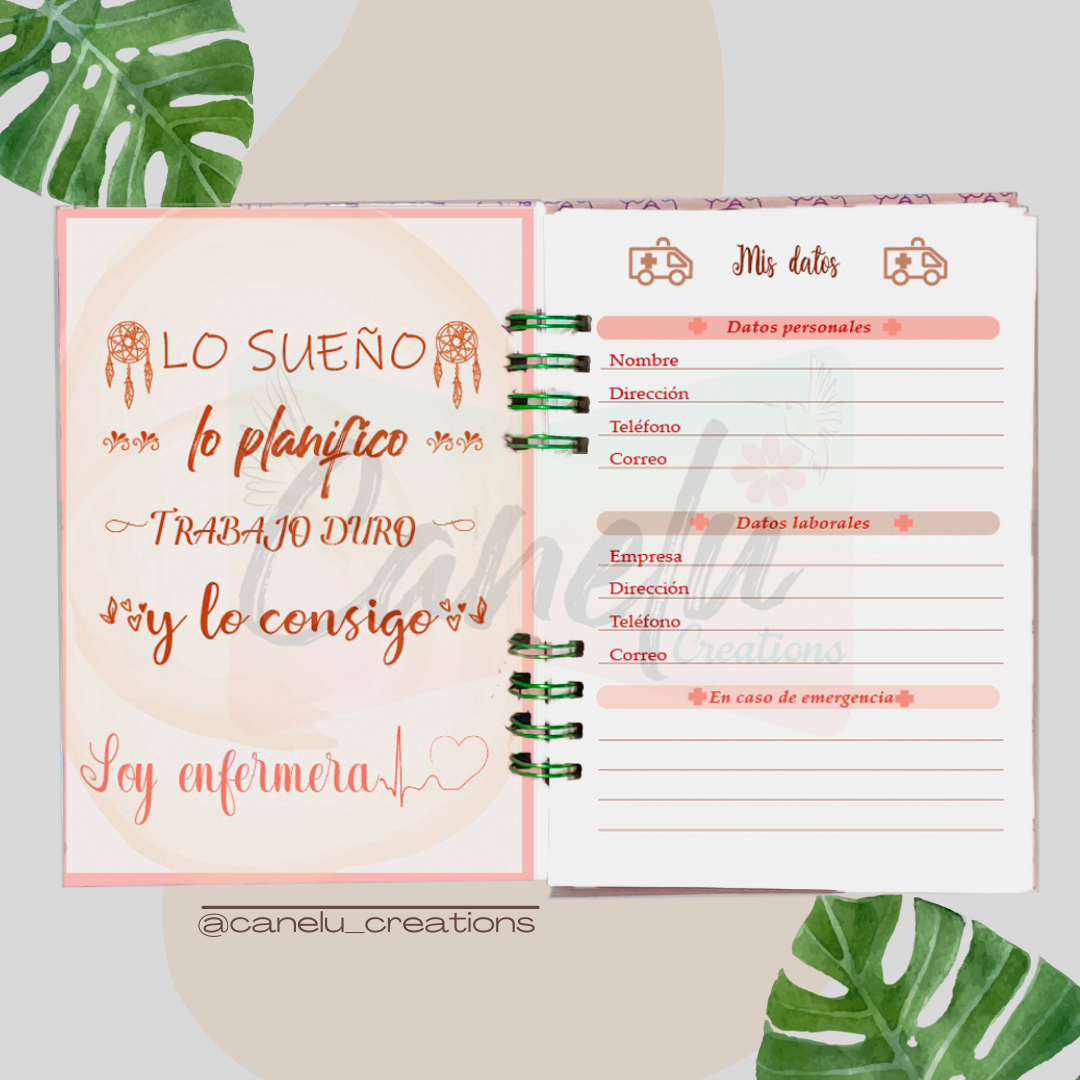 LO SUEÑO
lo planifico
TRABAJO DURO
y lo consigo
Soy enfermera
Mis datos
Datos personales
Nombre
Dirección
Teléfono
Correo
Datos laborales
Empresa
Dirección
Teléfono
Correo
En caso de emergencia
Canelu
Creations
@canelu_creations